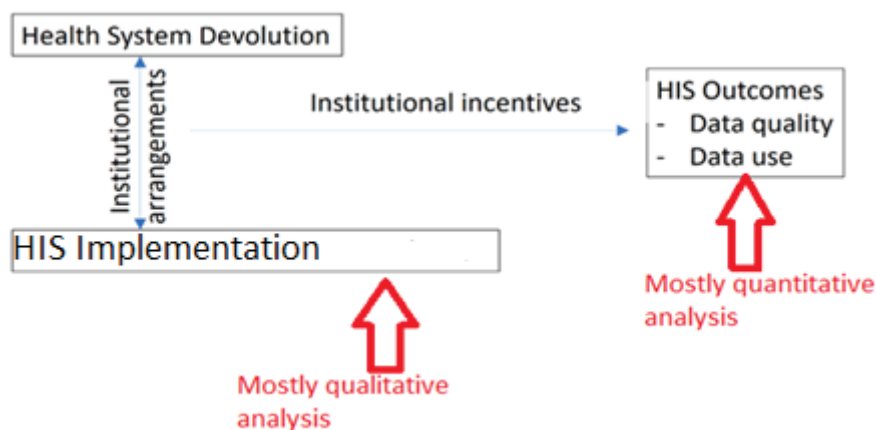 Health System Devolution
Institutional
arrangements
Institutional incentives
HIS Outcomes
- Data quality
- Data use
HIS Implementation
Mostly quantitative
analysis
Mostly qualitative
analysis